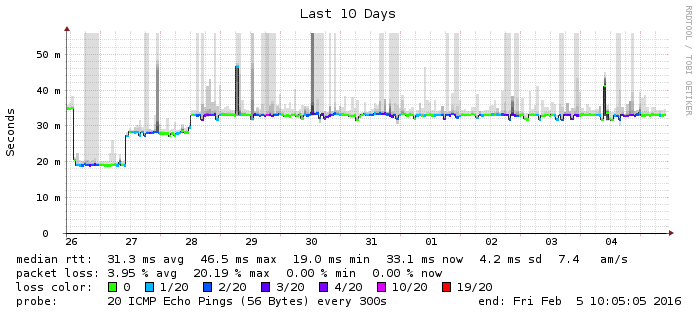 Last 10 Days
RRDTOOL / TOBI OETIKER
Seconds
50 m
40 m
30 m
20 m
10 m
0
26 27 28 29 30 31 01 02 03 04
median rtt: 31.3 ms avg 46.5 ms max 19.0 ms min 33.1 ms now 4.2 ms sd 7.4 am/s
packet loss: 3.95 % avg 20.19 % max 0.00 % min 0.00 % now
loss color: 0 1/20 2/20 3/20 4/20 10/20 19/20
probe: 20 ICMP Echo Pings (56 Bytes) every 300s end: Fri Feb 5 10:05:05 2016